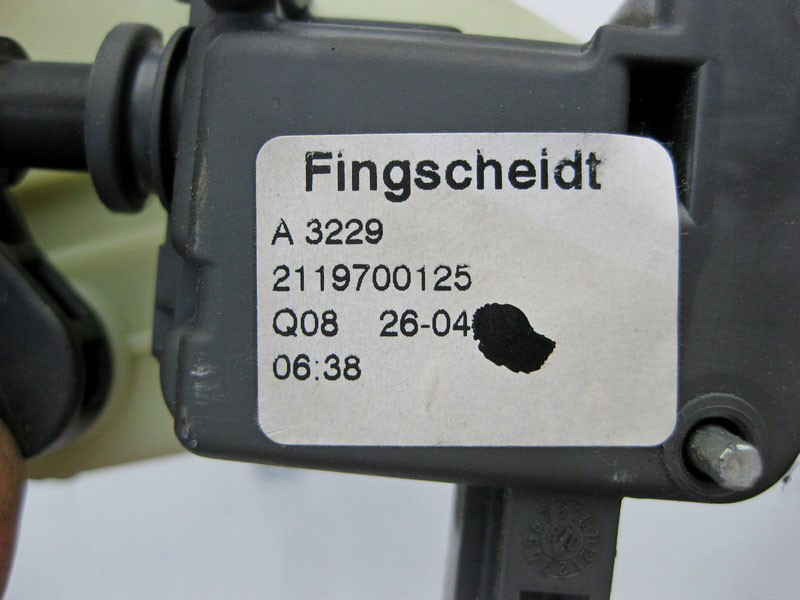 Fingscheidt
A 3229
2119700125
Q08 26-04
06:38